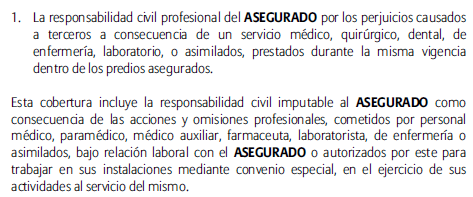 1. La responsabilidad civil profesional del ASEGURADO por los perjuicios causados
a terceros a consecuencia de un servicio médico, quirúrgico, dental, de
enfermería, laboratorio, o asimilados, prestados durante la misma vigencia
dentro de los predios asegurados.
Esta cobertura incluye la responsabilidad civil imputable al ASEGURADO como
consecuencia de las acciones y omisiones profesionales, cometidos por personal
médico, paramédico, médico auxiliar, farmaceuta, laboratorista, de enfermería o
asimilados, bajo relación laboral con el ASEGURADO o autorizados por este para
trabajar en sus instalaciones mediante convenio especial, en el ejercicio de sus
actividades al servicio del mismo.